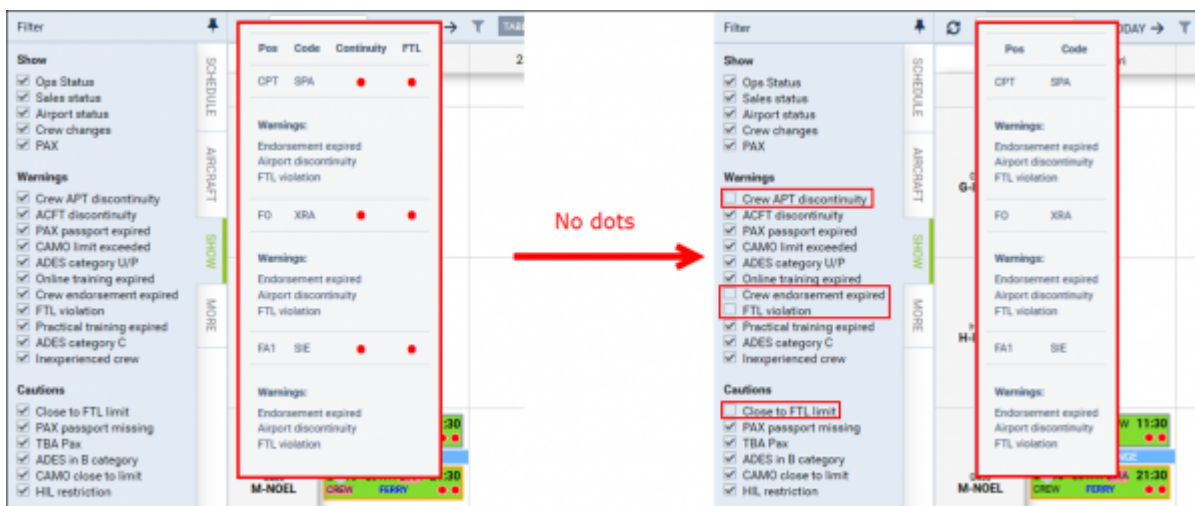 Filter
TAB
SCHEDULE
AIRCRAFT
SHOW
MORE
Show
Ops Status
Sales status
Airport status
Crew changes
PAX
Warnings
Crew APT discontinuity
ACFT discontinuity
PAX passport expired
CAMO limit exceeded
ADES category U/P
Online training expired
Crew endorsement expired
FTL violation
Practical training expired
ADES category C
Inexperienced crew
Cautions
Close to FTL limit
PAX passport missing
TBA Pax
ADES in B category
CAMO close to limit
HIL restriction
Pos Code Continuity FTL
CPT SPA
Warnings:
Endorsement expired
Airport discontinuity
FTL violation
FO XRA
Warnings:
Endorsement expired
Airport discontinuity
FTL violation
FA1 SIE
Warnings:
Endorsement expired
Airport discontinuity
FTL violation
2
:30
:30
M-NOEL
CREW FERRY
No dots
Filter
ODAY
SCHEDULE
AIRCRAFT
SHOW
MORE
Show
Ops Status
Sales status
Airport status
Crew changes
PAX
Warnings
Crew APT discontinuity
ACFT discontinuity
PAX passport expired
CAMO limit exceeded
ADES category U/P
Online training expired
Crew endorsement expired
FTL violation
Practical training expired
ADES category C
Inexperienced crew
Cautions
Close to FTL limit
PAX passport missing
TBA Pax
ADES in B category
CAMO close to limit
HIL restriction
Pos Code
CPT SPA
Warnings:
Endorsement expired
Airport discontinuity
FTL violation
FO XRA
Warnings:
Endorsement expired
Airport discontinuity
FTL violation
FA1 SIE
Warnings:
Endorsement expired
Airport discontinuity
FTL violation
W 11:30
NGE
21:30
M-NOEL
CREW FERRY